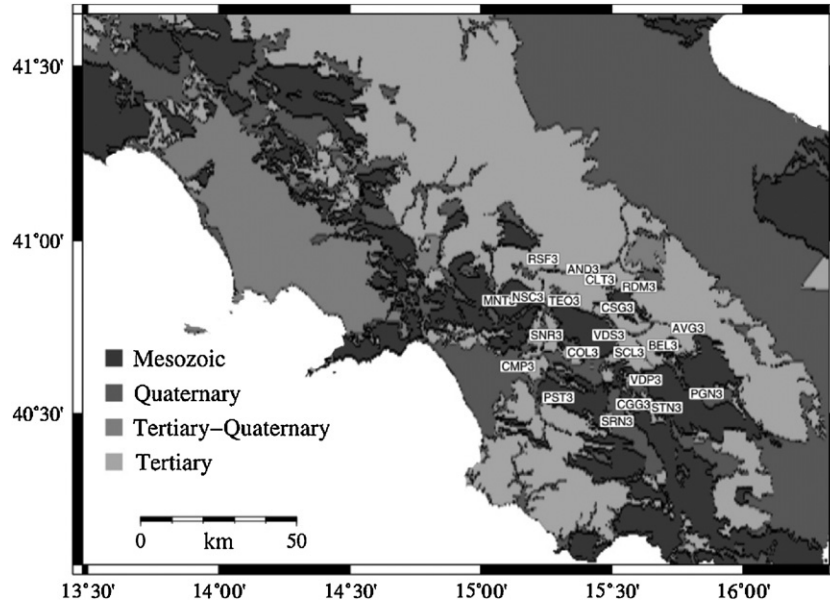 41°30'
41°00'
RSF3
AND3
CLT3
RDM3
MNT
NSC3
TEO3
CSG3
AVG3
SNR3
VDS3
BEL3
Mesozoic
COL3
SCL3
CMP3
VDP3
Quaternary
PST3
CGG3
STN3
PGN3
40°30'
SRN3
Tertiary–Quaternary
Tertiary
0 km 50
13°30' 14°00' 14°30' 15°00' 15°30' 16°00'